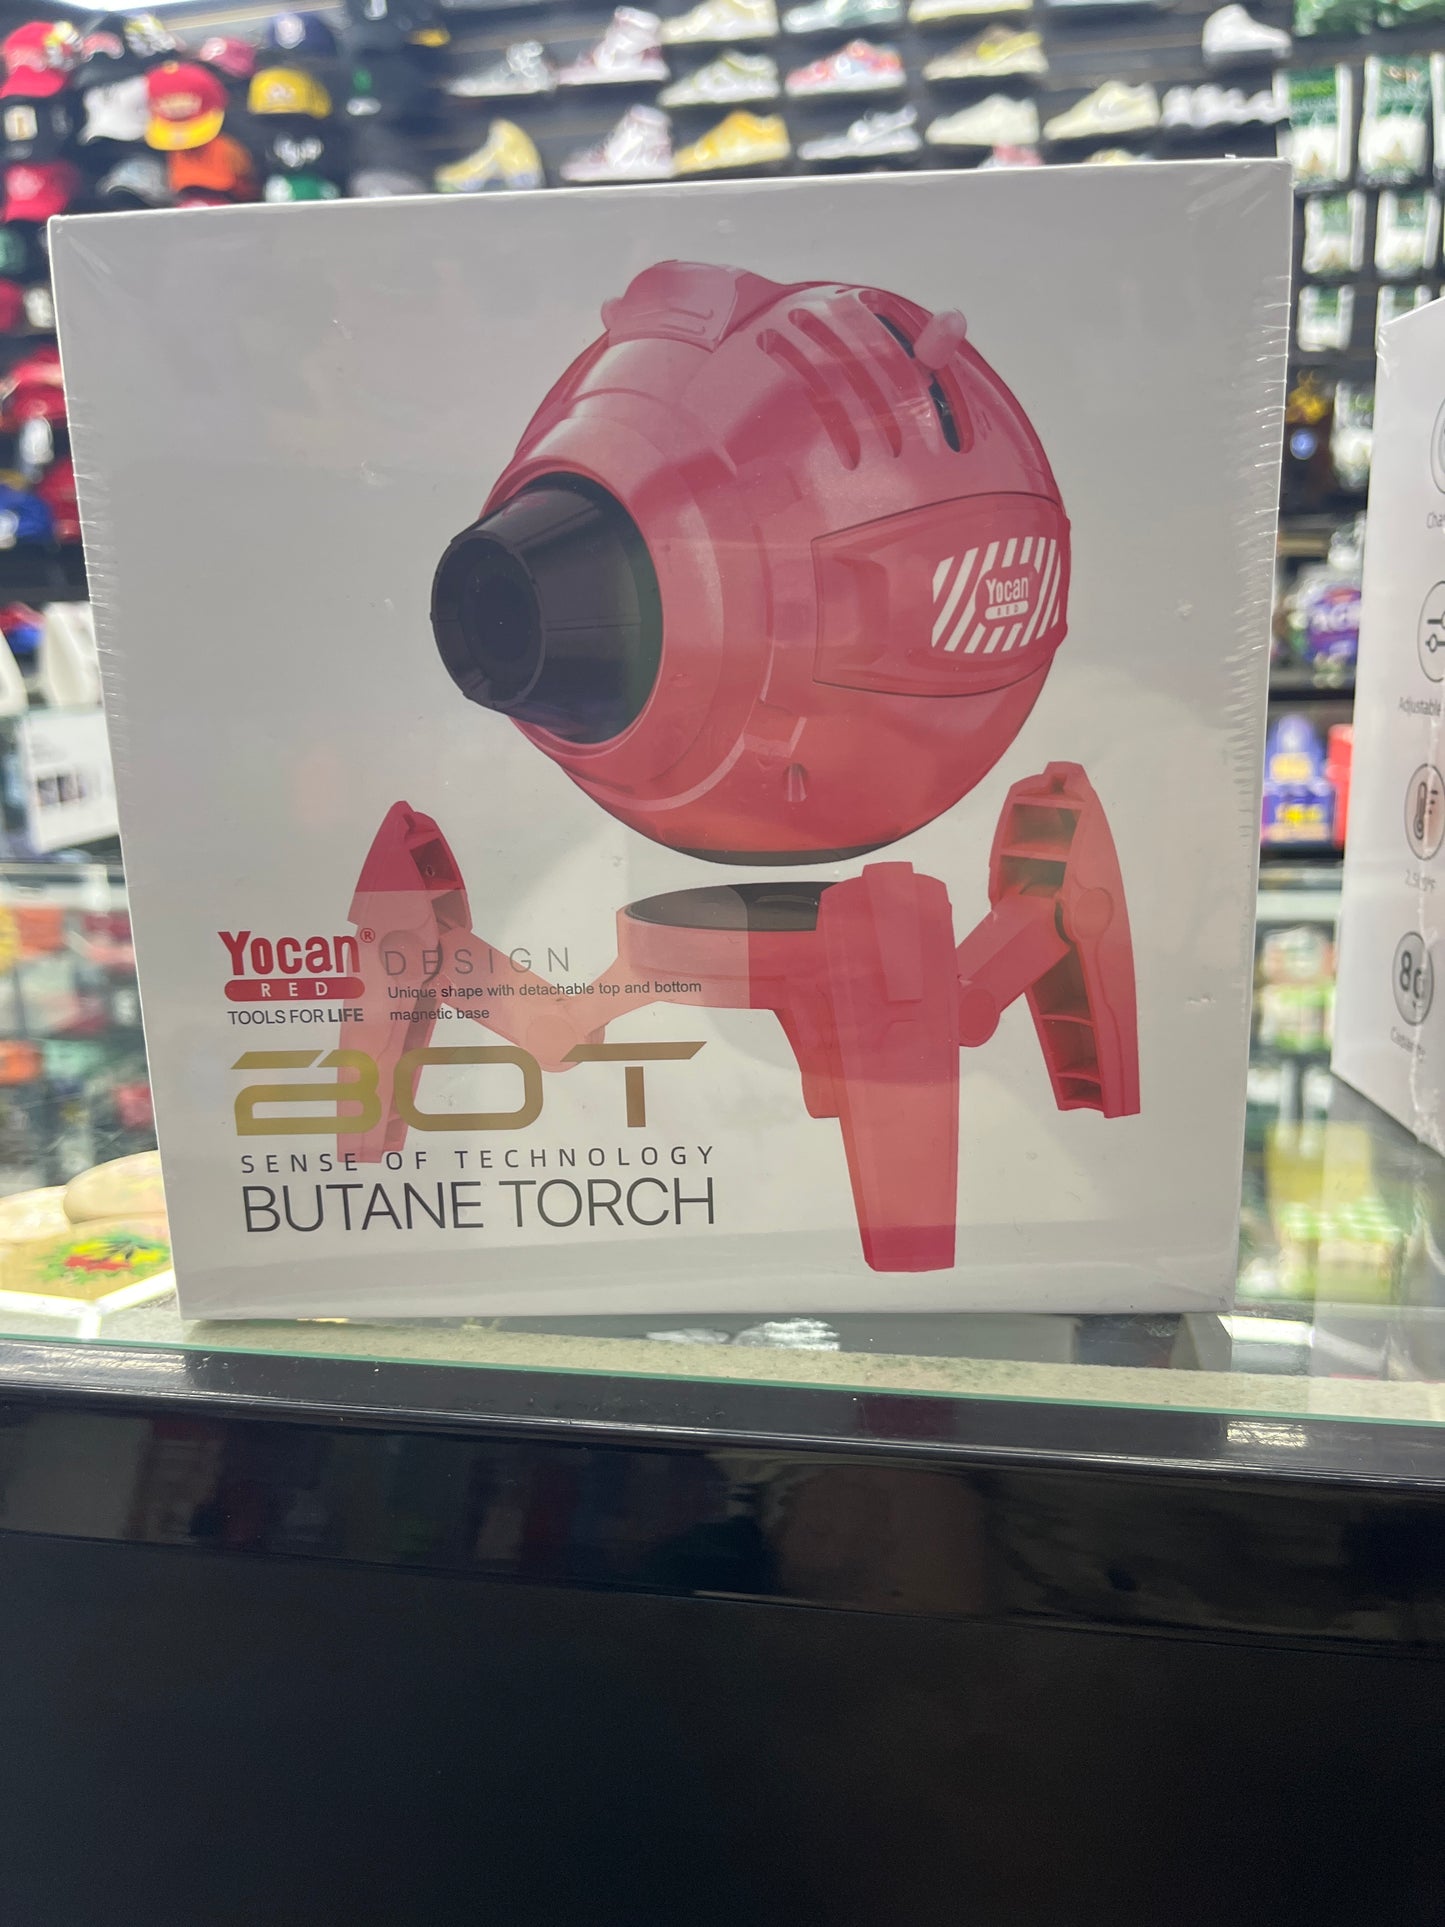 Yocan
RED
Yocan® DESIGN
RED
Unique shape with detachable top and bottom
TOOLS FOR LIFE magnetic base
BOT
SENSE OF TECHNOLOGY
BUTANE TORCH
Adjustable